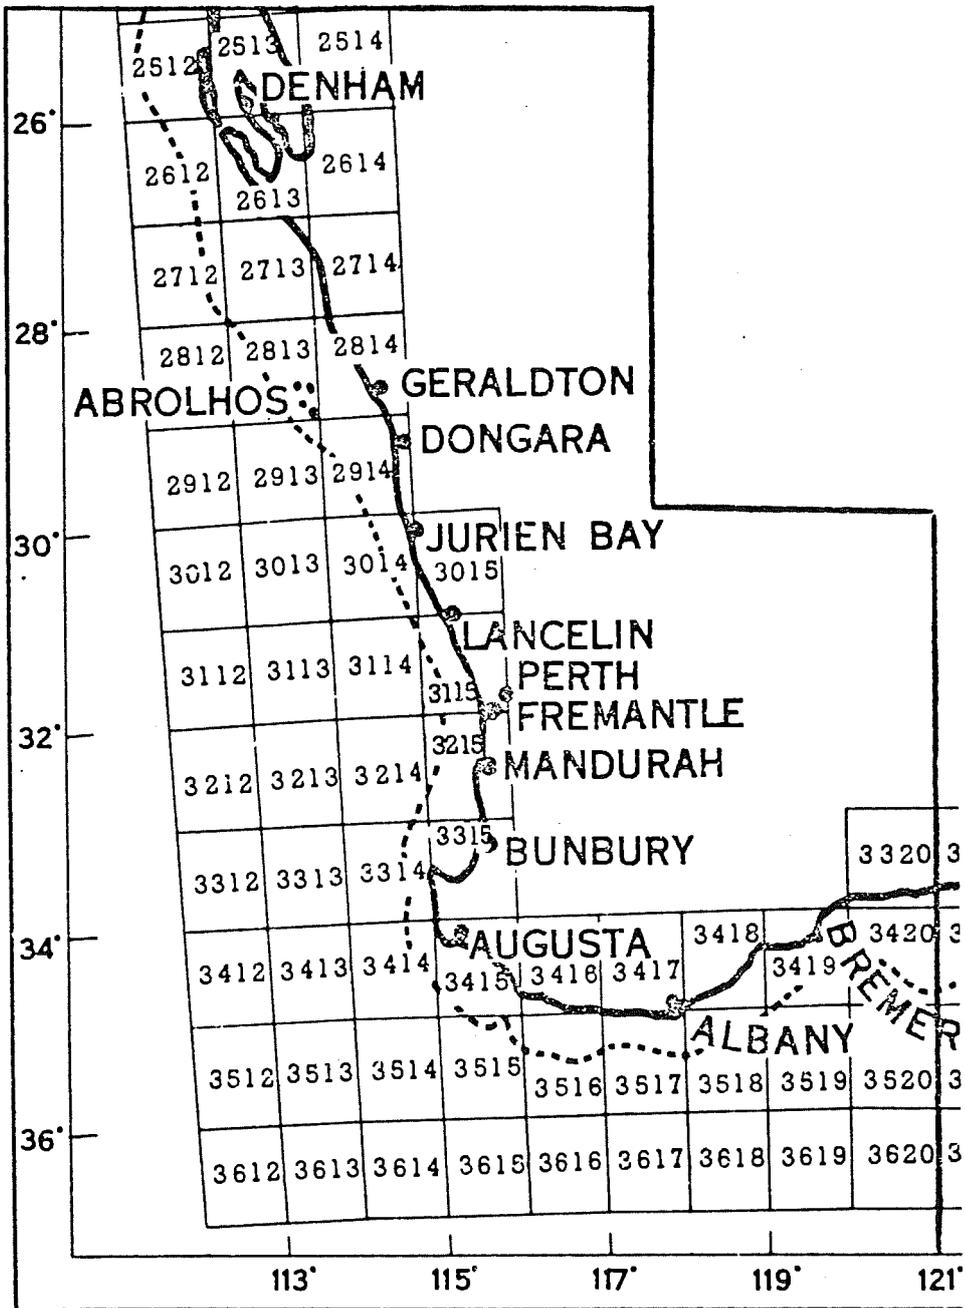 2513 2514
2512
DENHAM
26°
2612 2614
2613
2712 2713 2714
28°
2812 2813 2814
ABROLHOS GERALDTON
DONGARA
2912 2913 2914
30° JURIEN BAY
3012 3013 3014 3015
LANCELIN
3112 3113 3114 PERTH
3115
FREMANTLE
32° 3215
3212 3213 3214 MANDURAH
3315 BUNBURY
3320 3
3312 3313 3314
34° AUGUSTA 3418 BREMER 3420 3
3412 3413 3414 3415 3416 3417 3419
ALBANY
3512 3513 3514 3515 3516 3517 3518 3519 3520 3
36°
3612 3613 3614 3615 3616 3617 3618 3619 3620 3
113° 115° 117° 119° 121°